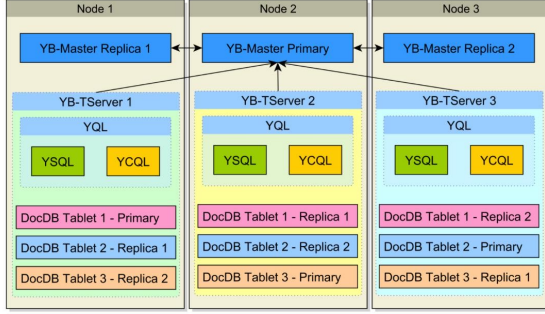 Node 1
Node 2
Node 3
YB-Master Replica 1
YB-Master Primary
YB-Master Replica 2
YB-TServer 1
YB-TServer 2
YB-TServer 3
YQL
YQL
YQL
YSQL
YCQL
YSQL
YCQL
YSQL
YCQL
DocDB Tablet 1 - Primary
DocDB Tablet 1 - Replica 1
DocDB Tablet 1 - Replica 2
DocDB Tablet 2 - Replica 1
DocDB Tablet 2 - Replica 2
DocDB Tablet 2 - Primary
DocDB Tablet 3 - Replica 2
DocDB Tablet 3 - Primary
DocDB Tablet 3 - Replica 1